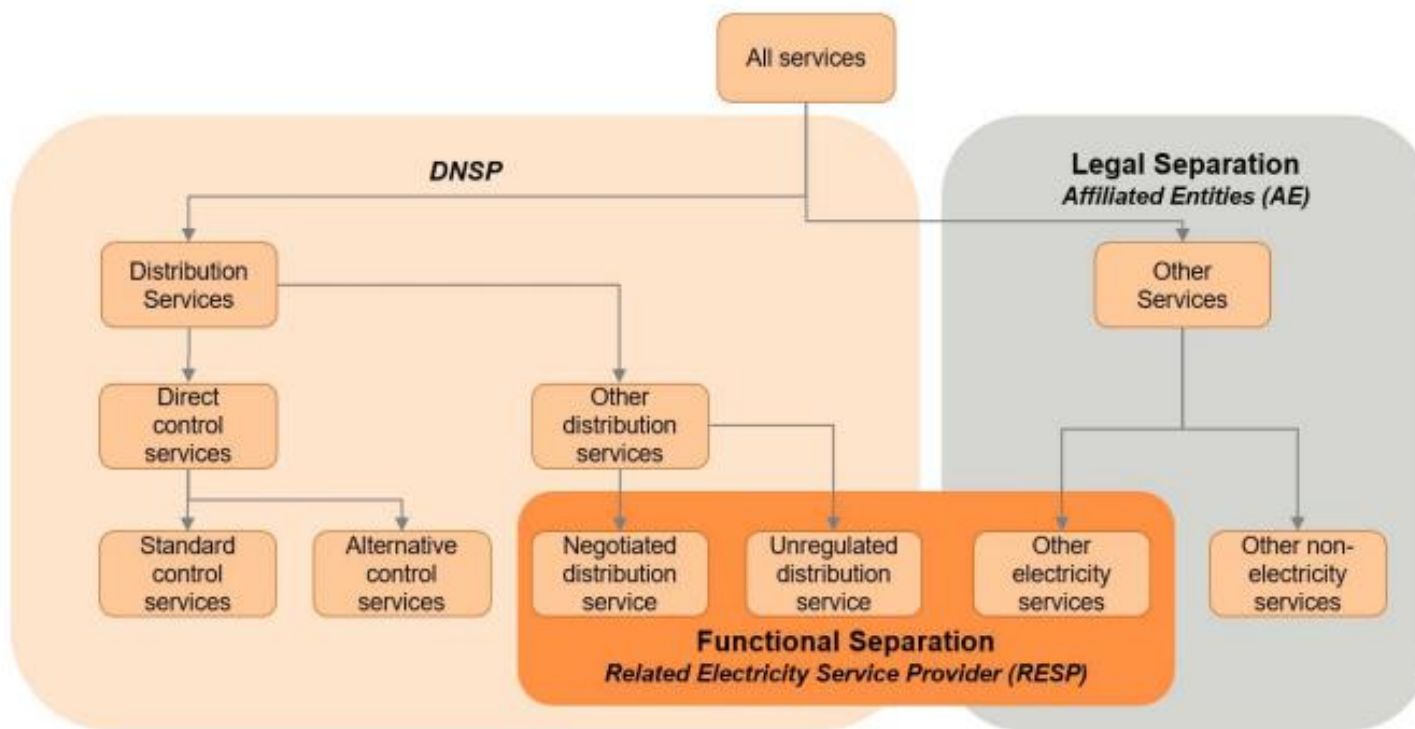 All services
DNSP
Legal Separation
Affiliated Entities (AE)
Distribution
Services
Other
Services
Direct
control
services
Other
distribution
services
Standard
control
services
Alternative
control
services
Negotiated
distribution
service
Unregulated
distribution
service
Other
electricity
services
Other non-
electricity
services
Functional Separation
Related Electricity Service Provider (RESP)